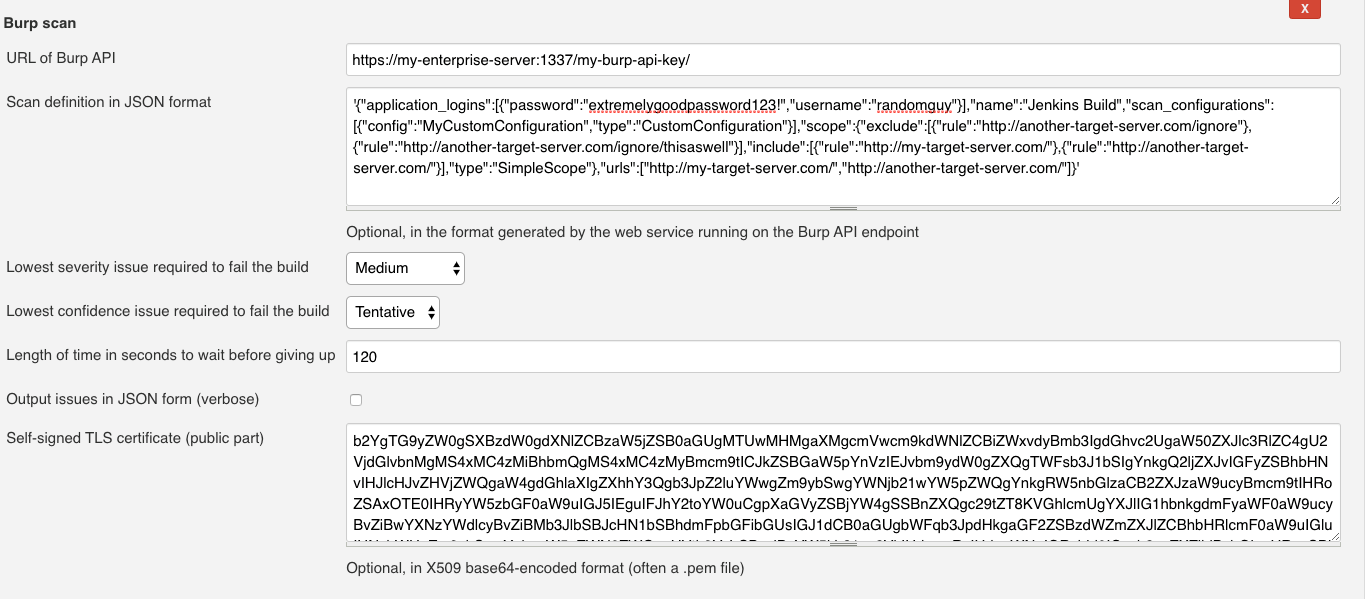 X
Burp scan
URL of Burp API
https://my-enterprise-server:1337/my-burp-api-key/
Scan definition in JSON format
'{"application_logins":[{"password":"extremelygoodpassword123!","username":"randomguy"}],"name":"Jenkins Build","scan_configurations":
[{"config":"MyCustomConfiguration","type":"CustomConfiguration"}],"scope":{"exclude":[{"rule":"http://another-target-server.com/ignore"},
{"rule":"http://another-target-server.com/ignore/thisaswell"}],"include":[{"rule":"http://my-target-server.com/"},{"rule":"http://another-target-
server.com/"}],"type":"SimpleScope"},"urls":["http://my-target-server.com/","http://another-target-server.com/"]}'
Optional, in the format generated by the web service running on the Burp API endpoint
Lowest severity issue required to fail the build
Medium
Lowest confidence issue required to fail the build
Tentative
Length of time in seconds to wait before giving up
120
Output issues in JSON form (verbose)
Self-signed TLS certificate (public part)
b2YgTG9yZW0gSXBzdW0gdXNlZCBzaW5jZSB0aGUgMTUwMHMgaXMgcmVwcm9kdWNlZCBiZWxvdyBmb3IgdGhvc2UgaW50ZXJlc3RlZC4gU2
VjdGlvbnMgMS4xMC4zMiBhbmQgMS4xMC4zMyBmcm9tICJkZSBGaW5pYnVzIEJvbm9ydW0gZXQgTWFsb3J1bSIgYnkgQ2ljZXJvIGFyZSBhbHN
vIHJlcHJvZHVjZWQgaW4gdGhlaXIgZXhhY3Qgb3JpZ2luYWwgZm9ybSwgYWNjb21wYW5pZWQgYnkgRW5nbGlzaCB2ZXJzaW9ucyBmcm9tIHRo
ZSAxOTE0IHRyYW5zbGF0aW9uIGJ5IEguIFJhY2toYW0uCgpXaGVyZSBjYW4gSSBnZXQgc29tZT8KVGhlcmUgYXJlIG1hbnkgdmFyaWF0aW9ucy
BvZiBwYXNzYWdlcyBvZiBMb3JlbSBJcHN1bSBhdmFpbGFibGUsIGJ1dCB0aGUgbWFqb3JpdHkgaGF2ZSBzdWZmZXJlZCBhbHRlcmF0aW9uIGlu
Optional, in X509 base64-encoded format (often a .pem file)